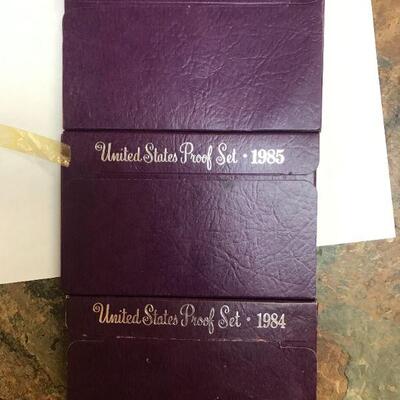 United States Proof Set · 1985
United States Proof Set · 1984